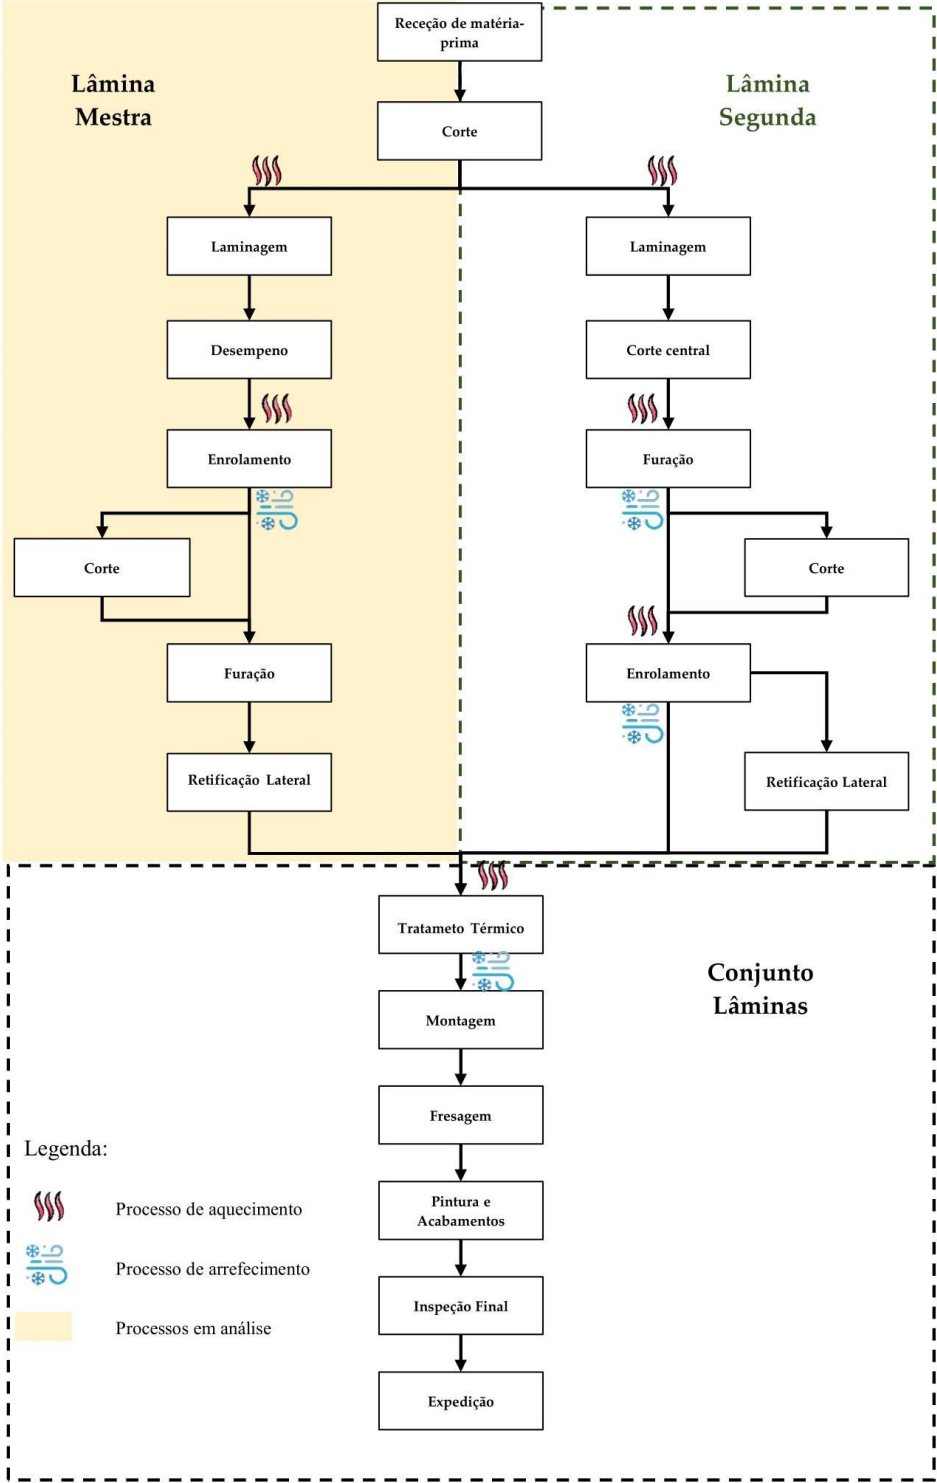 Receção de matéria-
prima
Lâmina
Mestra
Lâmina
Segunda
Corte
Laminagem
Laminagem
Desempeno
Corte central
Enrolamento
Furação
Corte
Corte
Furação
Enrolamento
Retificação Lateral
Retificação Lateral
Tratameto Térmico
Conjunto
Lâminas
Montagem
Fresagem
Legenda:
Pintura e
Acabamentos
Processo de aquecimento
Processo de arrefecimento
Inspeção Final
Processos em análise
Expedição